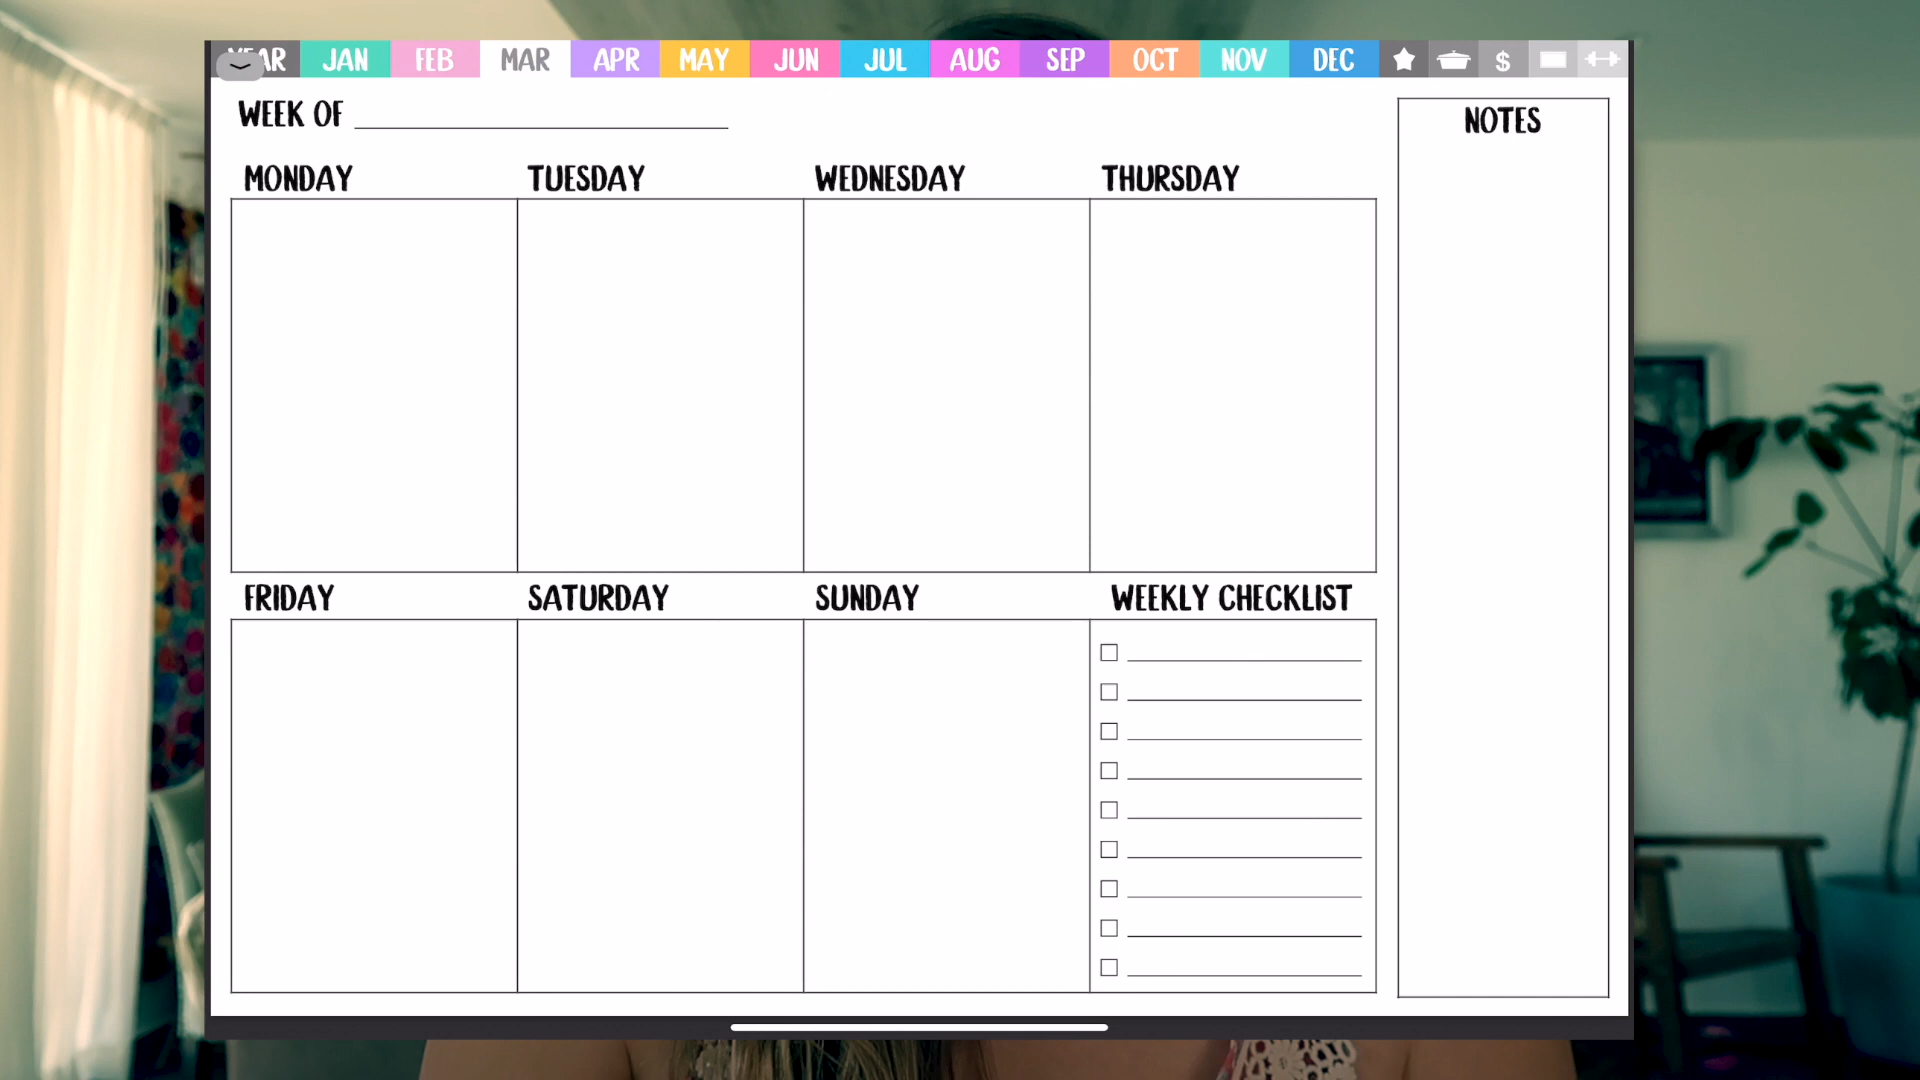 YEAR JAN FEB MAR APR MAY JUN JUL AUG SEP OCT NOV DEC $
WEEK OF
NOTES
MONDAY TUESDAY WEDNESDAY THURSDAY
FRIDAY SATURDAY SUNDAY WEEKLY CHECKLIST